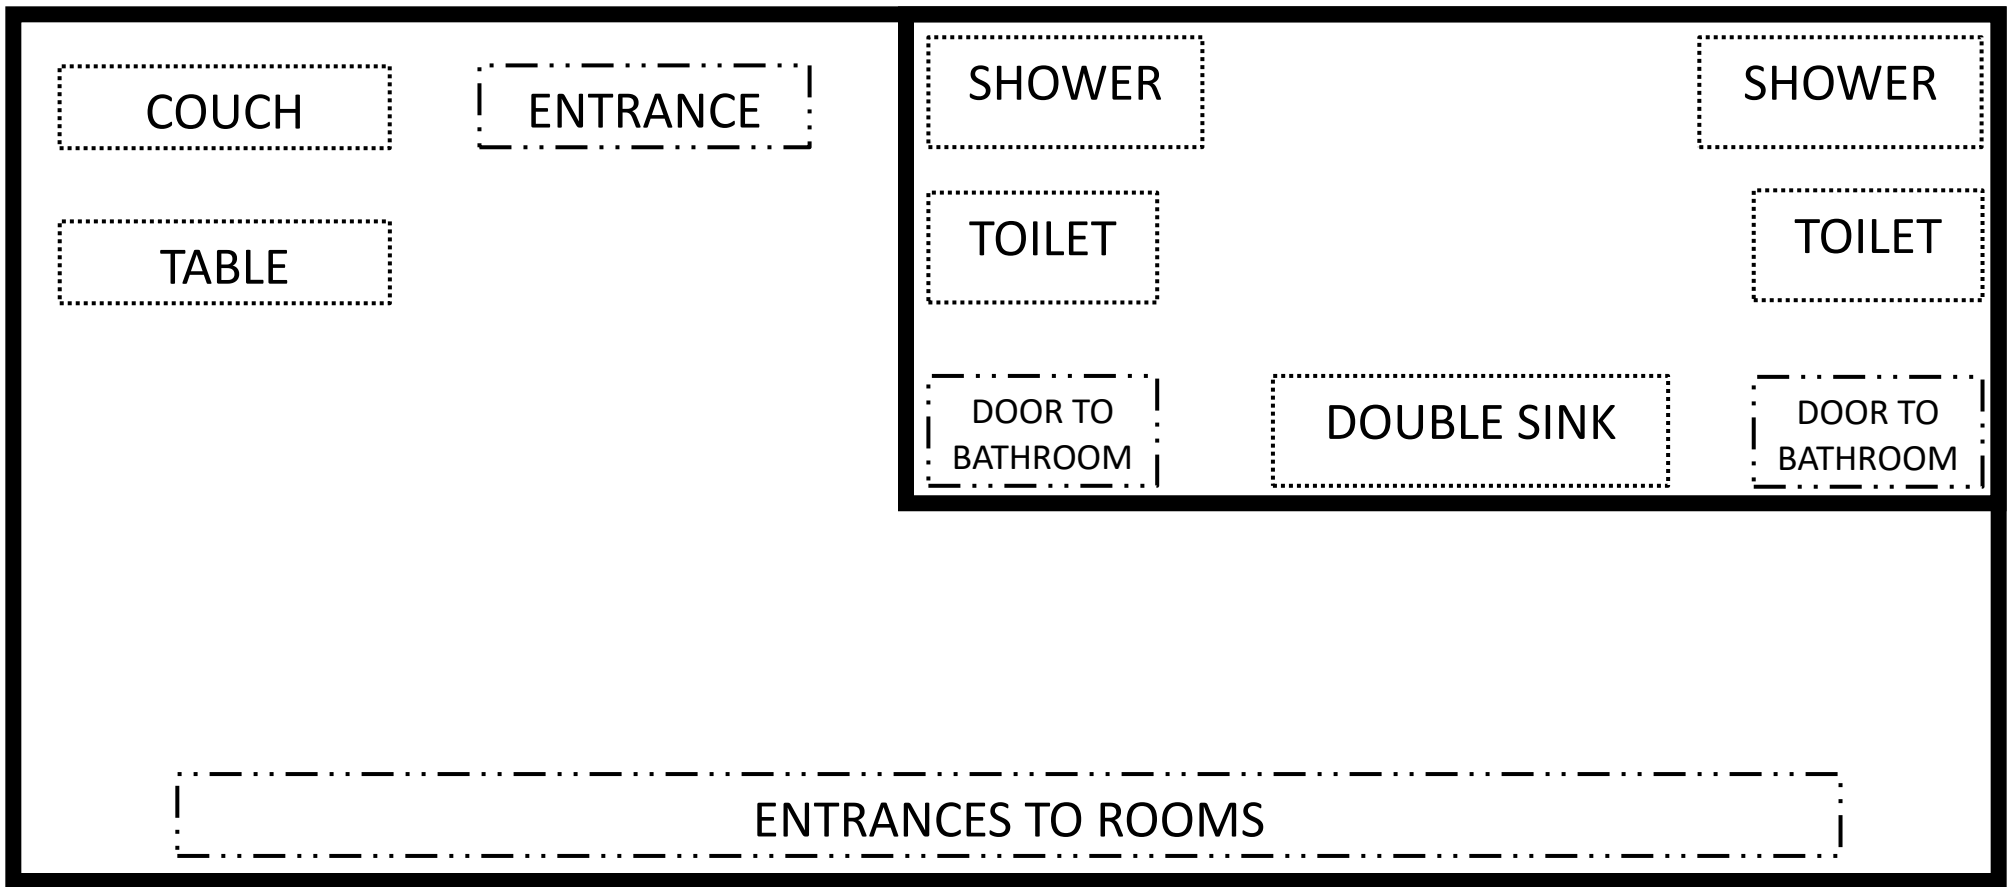 COUCH
ENTRANCE
TABLE
SHOWER
SHOWER
TOILET
TOILET
DOOR TO
BATHROOM
DOUBLE SINK
DOOR TO
BATHROOM
ENTRANCES TO ROOMS